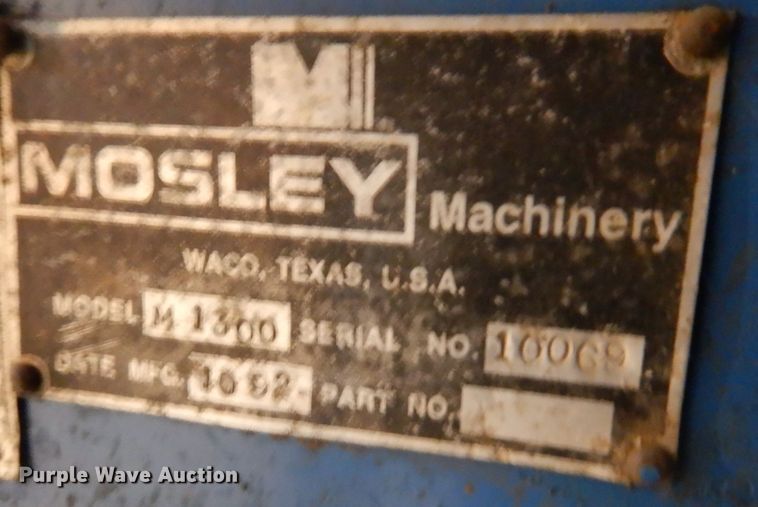 M
MOSLEY Machinery
WACO, TEXAS, U.S.A.
MODEL M 1300 SERIAL NO. 10069
DATE MFG. 10 92 PART NO.
Purple Wave Auction